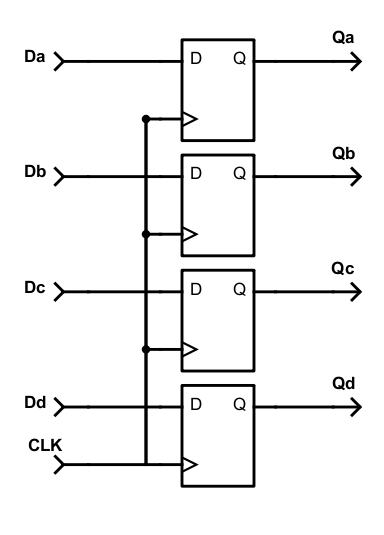 Qa
Da D Q
Qb
Db D Q
Qc
Dc D Q
Qd
Dd D Q
CLK